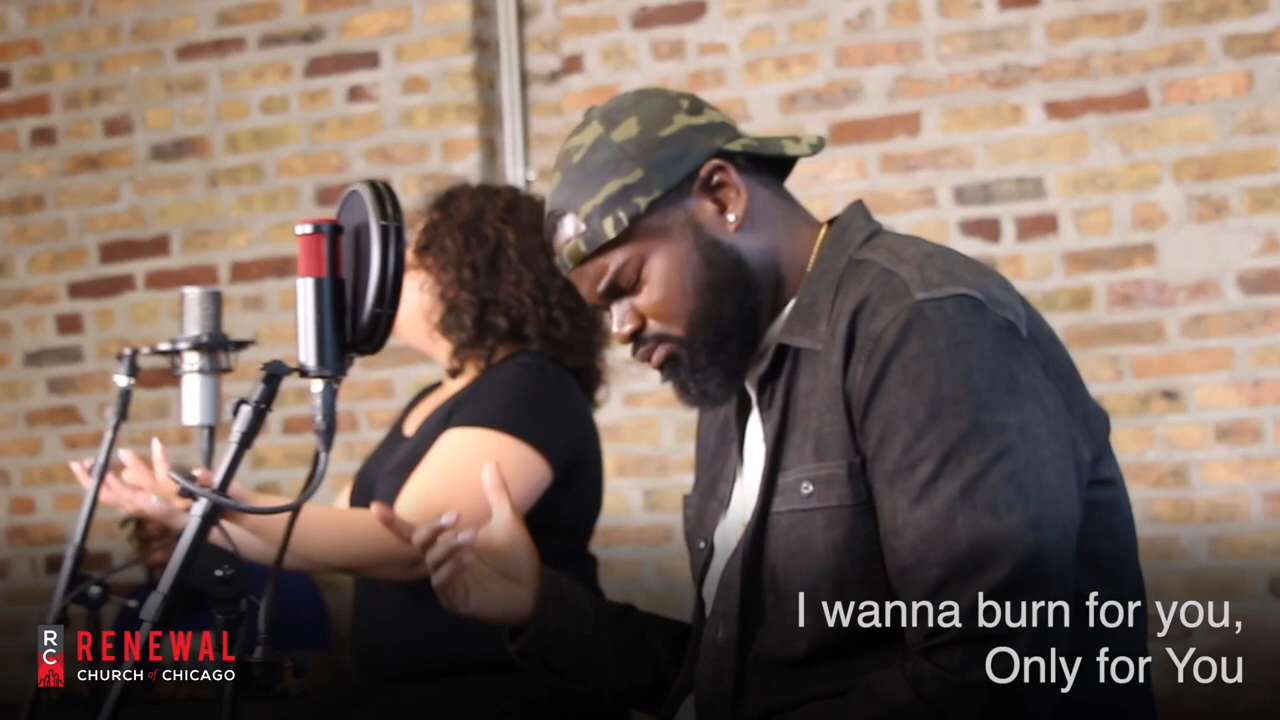 I wanna burn for you,
Only for You
RC
RENEWAL
CHURCH of CHICAGO